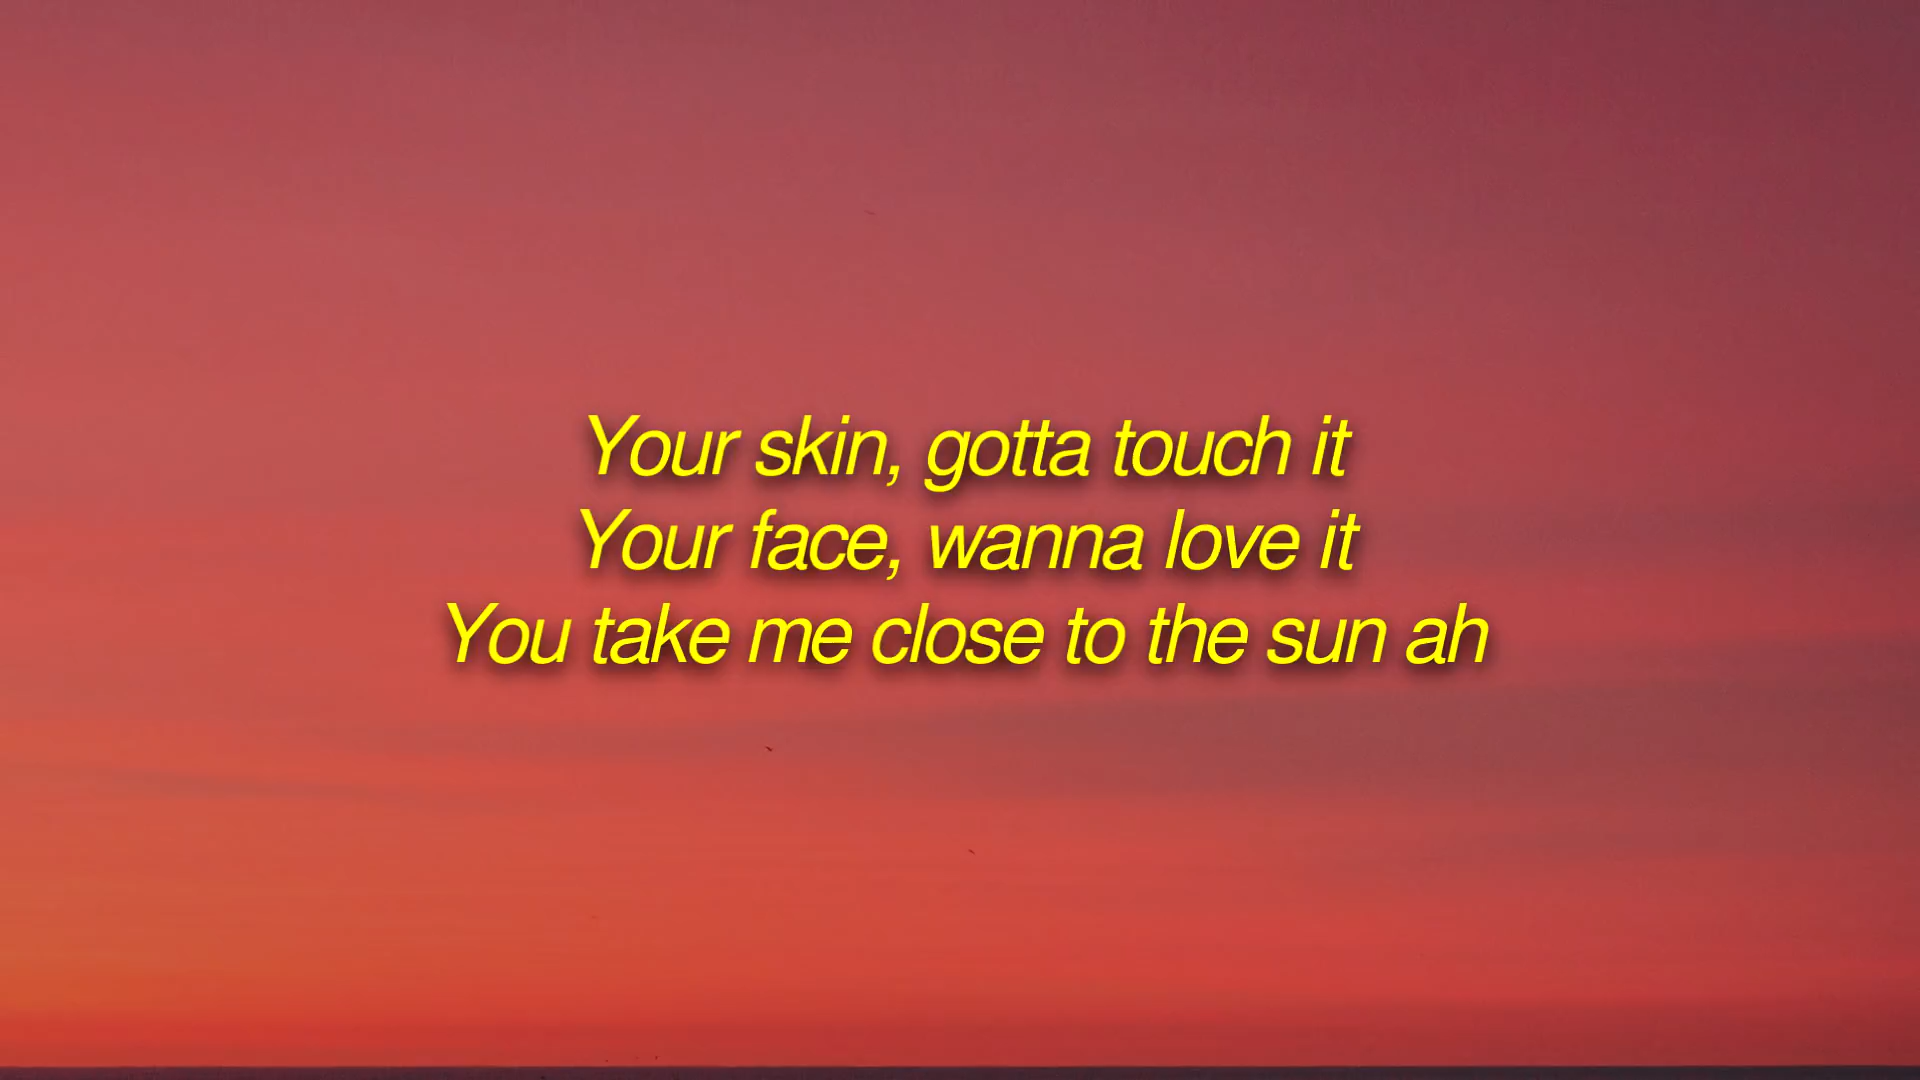 Your skin, gotta touch it
Your face, wanna love it
You take me close to the sun ah